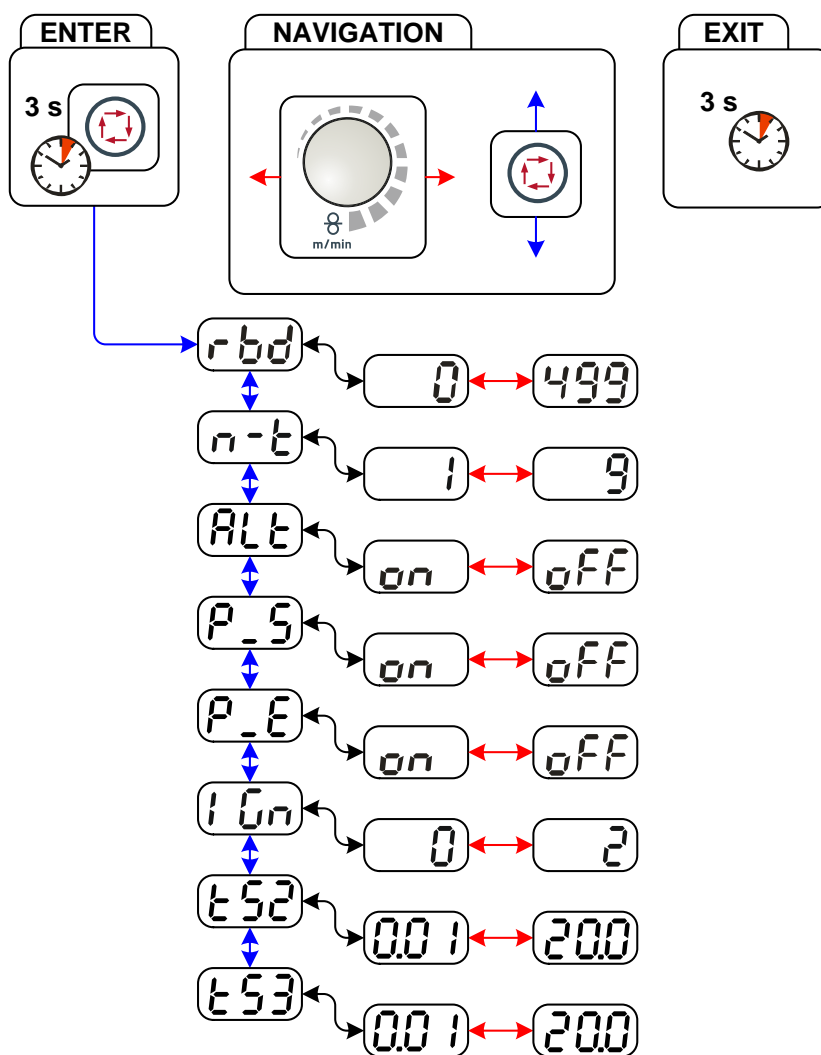 ENTER
NAVIGATION
EXIT
3 s
3 s
m/min
rbd
0
499
n-t
1
9
ALt
on
oFF
P_S
on
oFF
P_E
on
oFF
IGn
0
2
tS2
0.01
20.0
tS3
0.01
20.0